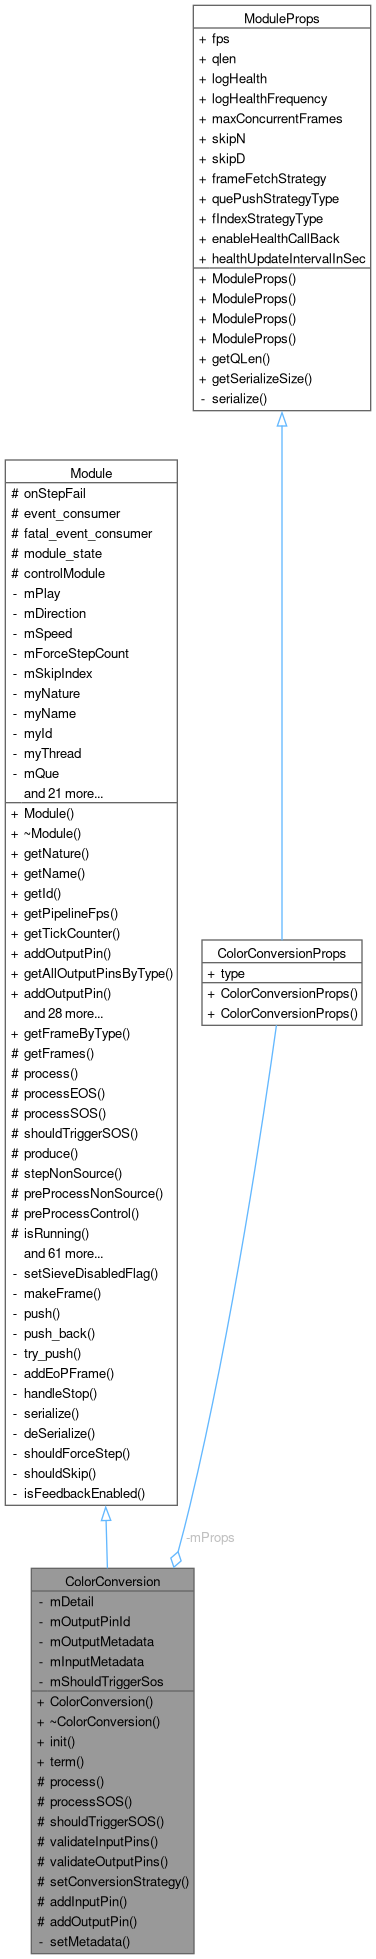 ModuleProps
+ fps
+ qlen
+ logHealth
+ logHealthFrequency
+ maxConcurrentFrames
+ skipN
+ skipD
+ frameFetchStrategy
+ quePushStrategyType
+ fIndexStrategyType
+ enableHealthCallBack
+ healthUpdateIntervalInSec
+ ModuleProps()
+ ModuleProps()
+ ModuleProps()
+ ModuleProps()
+ getQLen()
+ getSerializeSize()
- serialize()
Module
# onStepFail
# event_consumer
# fatal_event_consumer
# module_state
# controlModule
- mPlay
- mDirection
- mSpeed
- mForceStepCount
- mSkipIndex
- myNature
- myName
- myId
- myThread
- mQue
and 21 more...
+ Module()
+ ~Module()
+ getNature()
+ getName()
+ getId()
+ getPipelineFps()
+ getTickCounter()
+ addOutputPin()
+ getAllOutputPinsByType()
+ addOutputPin()
and 28 more...
+ getFrameByType()
# getFrames()
# process()
# processEOS()
# processSOS()
# shouldTriggerSOS()
# produce()
# stepNonSource()
# preProcessNonSource()
# preProcessControl()
# isRunning()
and 61 more...
- setSieveDisabledFlag()
- makeFrame()
- push()
- push_back()
- try_push()
- addEoPFrame()
- handleStop()
- serialize()
- deSerialize()
- shouldForceStep()
- shouldSkip()
- isFeedbackEnabled()
ColorConversionProps
+ type
+ ColorConversionProps()
+ ColorConversionProps()
-mProps
ColorConversion
- mDetail
- mOutputPinId
- mOutputMetadata
- mInputMetadata
- mShouldTriggerSos
+ ColorConversion()
+ ~ColorConversion()
+ init()
+ term()
# process()
# processSOS()
# shouldTriggerSOS()
# validateInputPins()
# validateOutputPins()
# setConversionStrategy()
# addInputPin()
# addOutputPin()
- setMetadata()